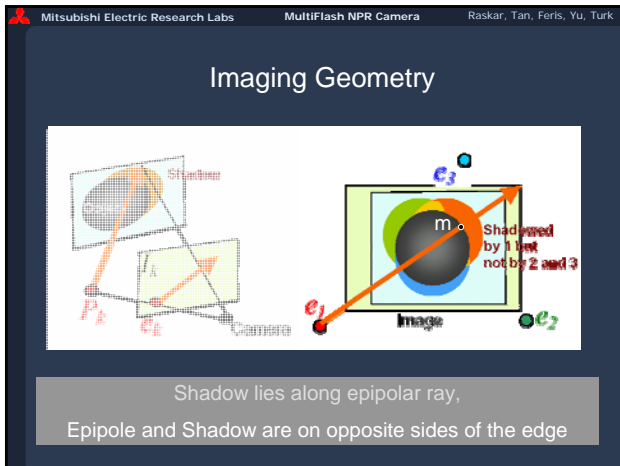 Mitsubishi Electric Research Labs MultiFlash NPR Camera Raskar, Tan, Feris, Yu, Turk
Imaging Geometry
Shadow
Camera
e3
m
Shadowed
by 1 but
not by 2 and 3
e1
Image
e2
Shadow lies along epipolar ray,
Epipole and Shadow are on opposite sides of the edge